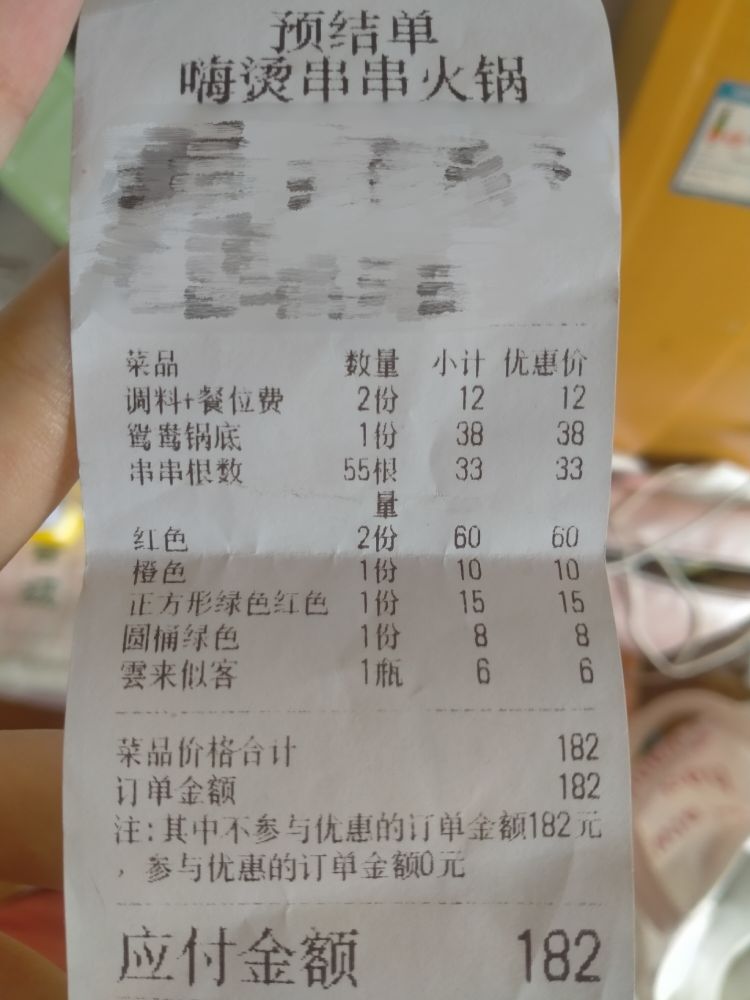 预结单
嗨烫串串火锅
菜品 数量 小计 优惠价
调料+餐位费 2份 12 12
鸳鸯锅底 1份 38 38
串串根数 55根 33 33
量
红色 2份 60 60
橙色 1份 10 10
正方形绿色红色 1份 15 15
圆桶绿色 1份 8 8
雲来似客 1瓶 6 6
菜品价格合计 182
订单金额 182
注:其中不参与优惠的订单金额182元
，参与优惠的订单金额0元
应付金额 182